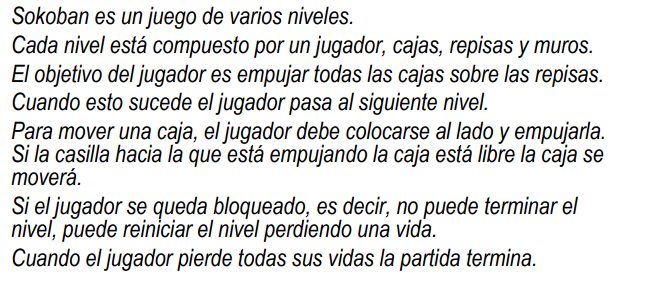 Sokoban es un juego de varios niveles.
Cada nivel está compuesto por un jugador, cajas, repisas y muros.
El objetivo del jugador es empujar todas las cajas sobre las repisas.
Cuando esto sucede el jugador pasa al siguiente nivel.
Para mover una caja, el jugador debe colocarse al lado y empujarla.
Si la casilla hacia la que está empujando la caja está libre la caja se
moverá.
Si el jugador se queda bloqueado, es decir, no puede terminar el
nivel, puede reiniciar el nivel perdiendo una vida.
Cuando el jugador pierde todas sus vidas la partida termina.